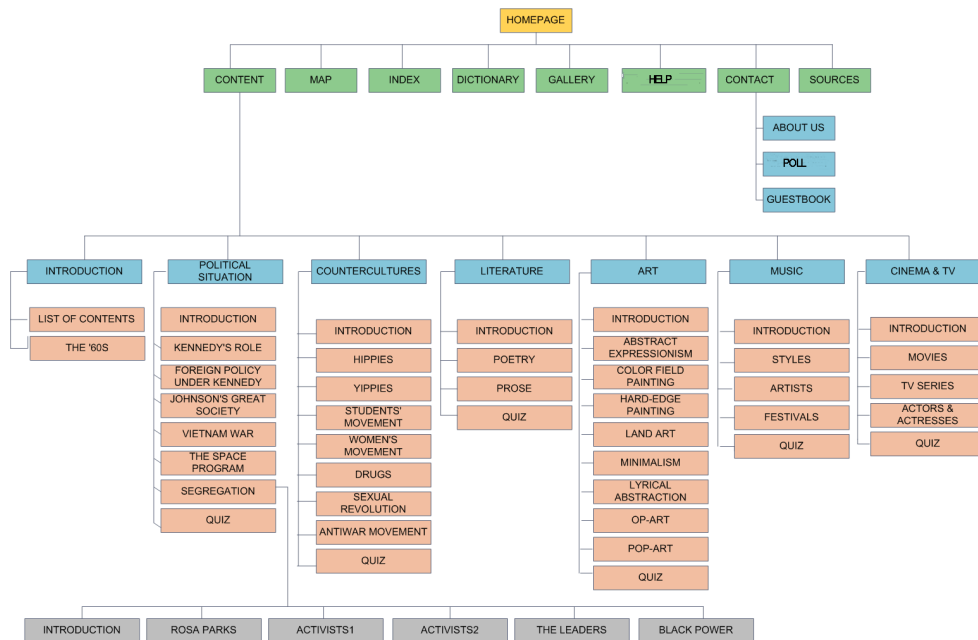 HOMEPAGE
CONTENT
MAP
INDEX
DICTIONARY
GALLERY
HELP
CONTACT
SOURCES
ABOUT US
POLL
GUESTBOOK
INTRODUCTION
POLITICAL
SITUATION
COUNTERCULTURES
LITERATURE
ART
MUSIC
CINEMA & TV
LIST OF CONTENTS
THE '60S
INTRODUCTION
KENNEDY'S ROLE
FOREIGN POLICY
UNDER KENNEDY
JOHNSON'S GREAT
SOCIETY
VIETNAM WAR
THE SPACE
PROGRAM
SEGREGATION
QUIZ
INTRODUCTION
HIPPIES
YIPPIES
STUDENTS'
MOVEMENT
WOMEN'S
MOVEMENT
DRUGS
SEXUAL
REVOLUTION
ANTIWAR MOVEMENT
QUIZ
INTRODUCTION
POETRY
PROSE
QUIZ
INTRODUCTION
ABSTRACT
EXPRESSIONISM
COLOR FIELD
PAINTING
HARD-EDGE
PAINTING
LAND ART
MINIMALISM
LYRICAL
ABSTRACTION
OP-ART
POP-ART
QUIZ
INTRODUCTION
STYLES
ARTISTS
FESTIVALS
QUIZ
INTRODUCTION
MOVIES
TV SERIES
ACTORS &
ACTRESSES
QUIZ
INTRODUCTION
ROSA PARKS
ACTIVISTS1
ACTIVISTS2
THE LEADERS
BLACK POWER